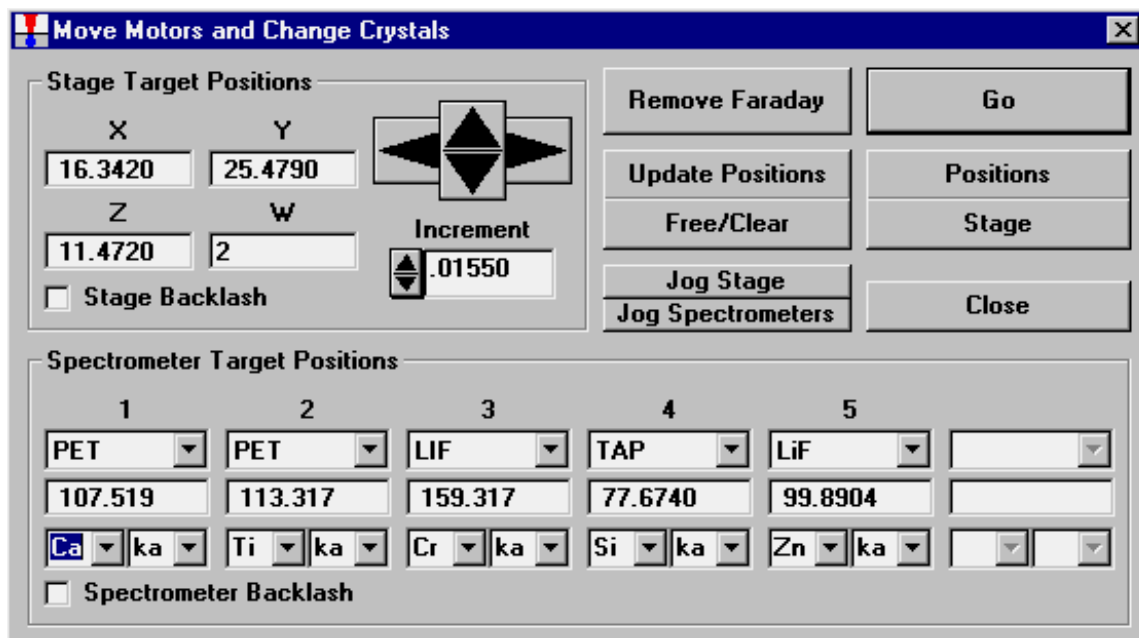 Move Motors and Change Crystals
Stage Target Positions
X Y
16.3420 25.4790
Z W
11.4720 2
Increment
.01550
Stage Backlash
Remove Faraday Go
Update Positions Positions
Free/Clear Stage
Jog Stage
Jog Spectrometers
Close
Spectrometer Target Positions
1 2 3 4 5
PET PET LIF TAP LiF
107.519 113.317 159.317 77.6740 99.8904
Ca ka Ti ka Cr ka Si ka Zn ka
Spectrometer Backlash